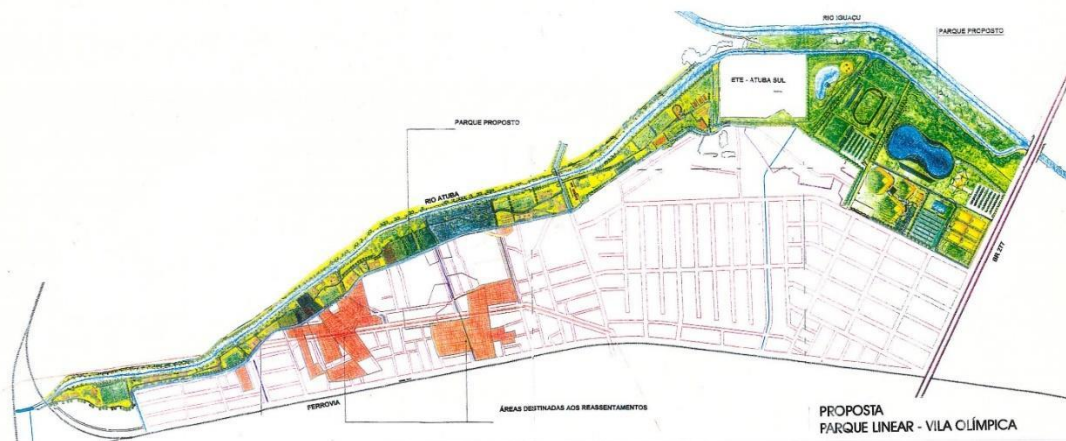 RIO IGUAÇU
PARQUE PROPOSTO
ETE - ATUBA SUL
PARQUE PROPOSTO
RIO ATUBA
BR 277
FERROVIA
ÁREAS DESTINADAS AOS REASSENTAMENTOS
PROPOSTA
PARQUE LINEAR - VILA OLÍMPICA